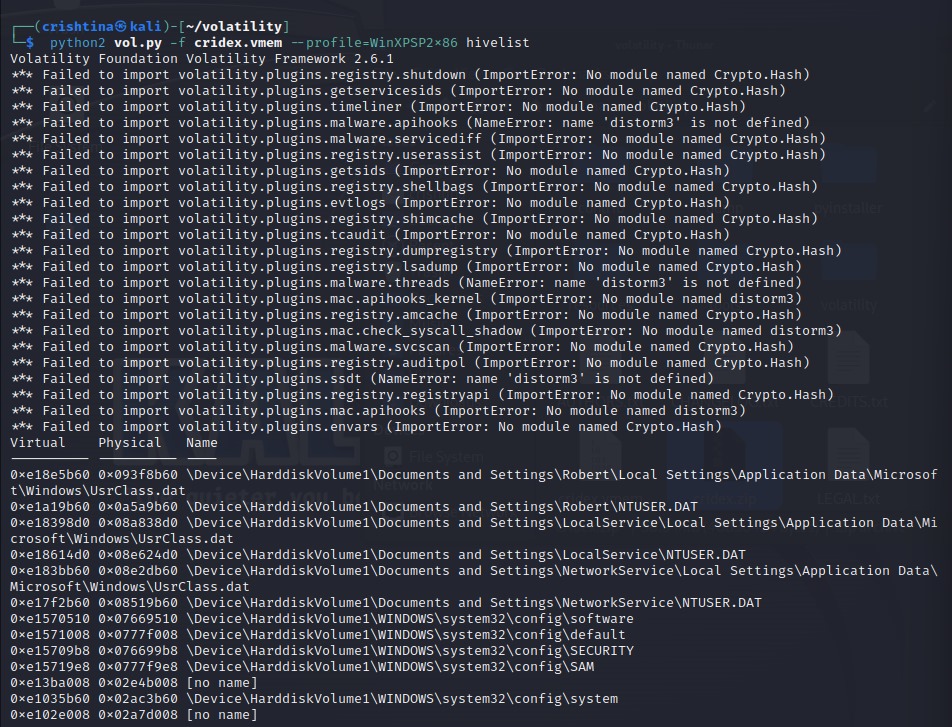 ┌──(crishtina㉿kali)-[~/volatility]
└─$ python2 vol.py -f cridex.vmem --profile=WinXPSP2×86 hivelist
Volatility Foundation Volatility Framework 2.6.1
*** Failed to import volatility.plugins.registry.shutdown (ImportError: No module named Crypto.Hash)
*** Failed to import volatility.plugins.getservicesids (ImportError: No module named Crypto.Hash)
*** Failed to import volatility.plugins.timeliner (ImportError: No module named Crypto.Hash)
*** Failed to import volatility.plugins.malware.apihooks (NameError: name 'distorm3' is not defined)
*** Failed to import volatility.plugins.malware.servicediff (ImportError: No module named Crypto.Hash)
*** Failed to import volatility.plugins.registry.userassist (ImportError: No module named Crypto.Hash)
*** Failed to import volatility.plugins.getsids (ImportError: No module named Crypto.Hash)
*** Failed to import volatility.plugins.registry.shellbags (ImportError: No module named Crypto.Hash)
*** Failed to import volatility.plugins.evtlogs (ImportError: No module named Crypto.Hash)
*** Failed to import volatility.plugins.registry.shimcache (ImportError: No module named Crypto.Hash)
*** Failed to import volatility.plugins.tcaudit (ImportError: No module named Crypto.Hash)
*** Failed to import volatility.plugins.registry.dumpregistry (ImportError: No module named Crypto.Hash)
*** Failed to import volatility.plugins.registry.lsadump (ImportError: No module named Crypto.Hash)
*** Failed to import volatility.plugins.malware.threads (NameError: name 'distorm3' is not defined)
*** Failed to import volatility.plugins.mac.apihooks_kernel (ImportError: No module named distorm3)
*** Failed to import volatility.plugins.registry.amcache (ImportError: No module named Crypto.Hash)
*** Failed to import volatility.plugins.mac.check_syscall_shadow (ImportError: No module named distorm3)
*** Failed to import volatility.plugins.malware.svcscan (ImportError: No module named Crypto.Hash)
*** Failed to import volatility.plugins.registry.auditpol (ImportError: No module named Crypto.Hash)
*** Failed to import volatility.plugins.ssdt (NameError: name 'distorm3' is not defined)
*** Failed to import volatility.plugins.registry.registryapi (ImportError: No module named Crypto.Hash)
*** Failed to import volatility.plugins.mac.apihooks (ImportError: No module named distorm3)
*** Failed to import volatility.plugins.envars (ImportError: No module named Crypto.Hash)
Virtual    Physical   Name
---------- ---------- ----
0×e18e5b60 0×093f8b60 \Device\HarddiskVolume1\Documents and Settings\Robert\Local Settings\Application Data\Microsof
t\Windows\UsrClass.dat
0×e1a19b60 0×0a5a9b60 \Device\HarddiskVolume1\Documents and Settings\Robert\NTUSER.DAT
0×e18398d0 0×08a838d0 \Device\HarddiskVolume1\Documents and Settings\LocalService\Local Settings\Application Data\Mi
crosoft\Windows\UsrClass.dat
0×e18614d0 0×08e624d0 \Device\HarddiskVolume1\Documents and Settings\LocalService\NTUSER.DAT
0×e183bb60 0×08e2db60 \Device\HarddiskVolume1\Documents and Settings\NetworkService\Local Settings\Application Data\
Microsoft\Windows\UsrClass.dat
0×e17f2b60 0×08519b60 \Device\HarddiskVolume1\Documents and Settings\NetworkService\NTUSER.DAT
0×e1570510 0×07669510 \Device\HarddiskVolume1\WINDOWS\system32\config\software
0×e1571008 0×0777f008 \Device\HarddiskVolume1\WINDOWS\system32\config\default
0×e15709b8 0×076699b8 \Device\HarddiskVolume1\WINDOWS\system32\config\SECURITY
0×e15719e8 0×0777f9e8 \Device\HarddiskVolume1\WINDOWS\system32\config\SAM
0×e13ba008 0×02e4b008 [no name]
0×e1035b60 0×02ac3b60 \Device\HarddiskVolume1\WINDOWS\system32\config\system
0×e102e008 0×02a7d008 [no name]